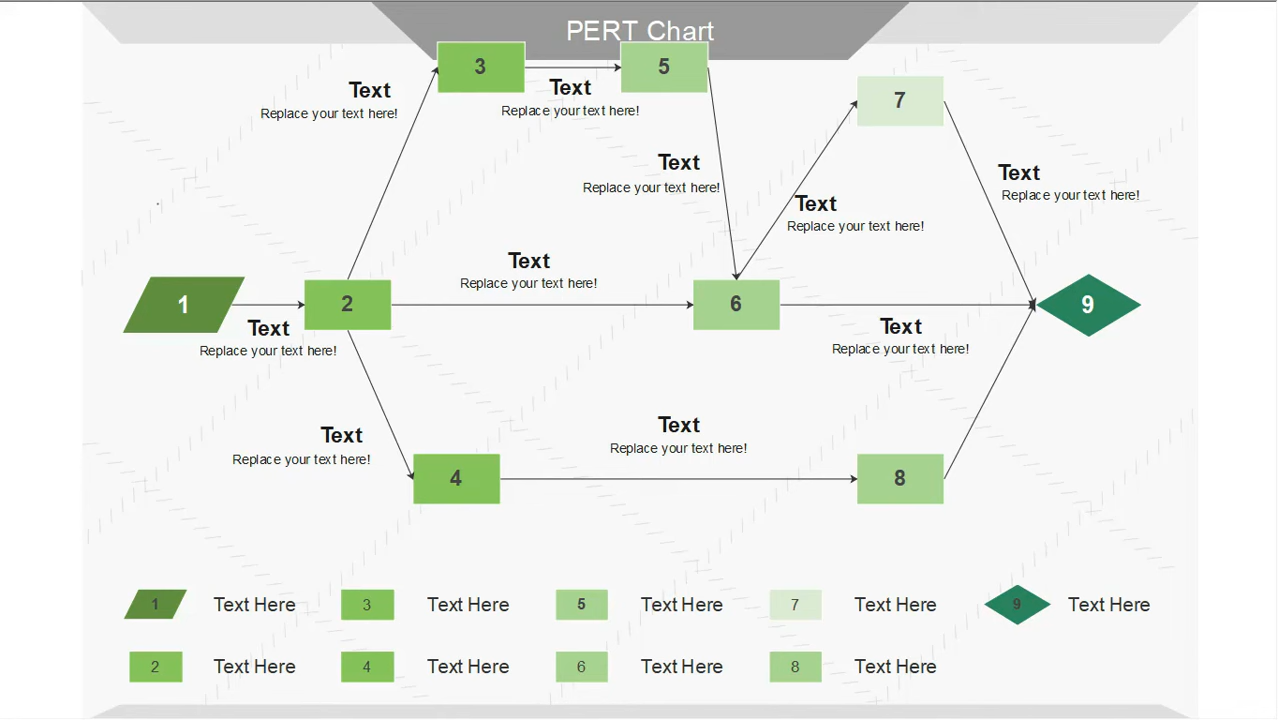 PERT Chart
3
5
Text
Replace your text here!
Text
Replace your text here!
7
Text
Replace your text here!
Text
Replace your text here!
Text
Replace your text here!
Text
Replace your text here!
1
2
6
9
Text
Replace your text here!
Text
Replace your text here!
Text
Replace your text here!
Text
Replace your text here!
4
8
1 Text Here 3 Text Here 5 Text Here 7 Text Here 9 Text Here
2 Text Here 4 Text Here 6 Text Here 8 Text Here